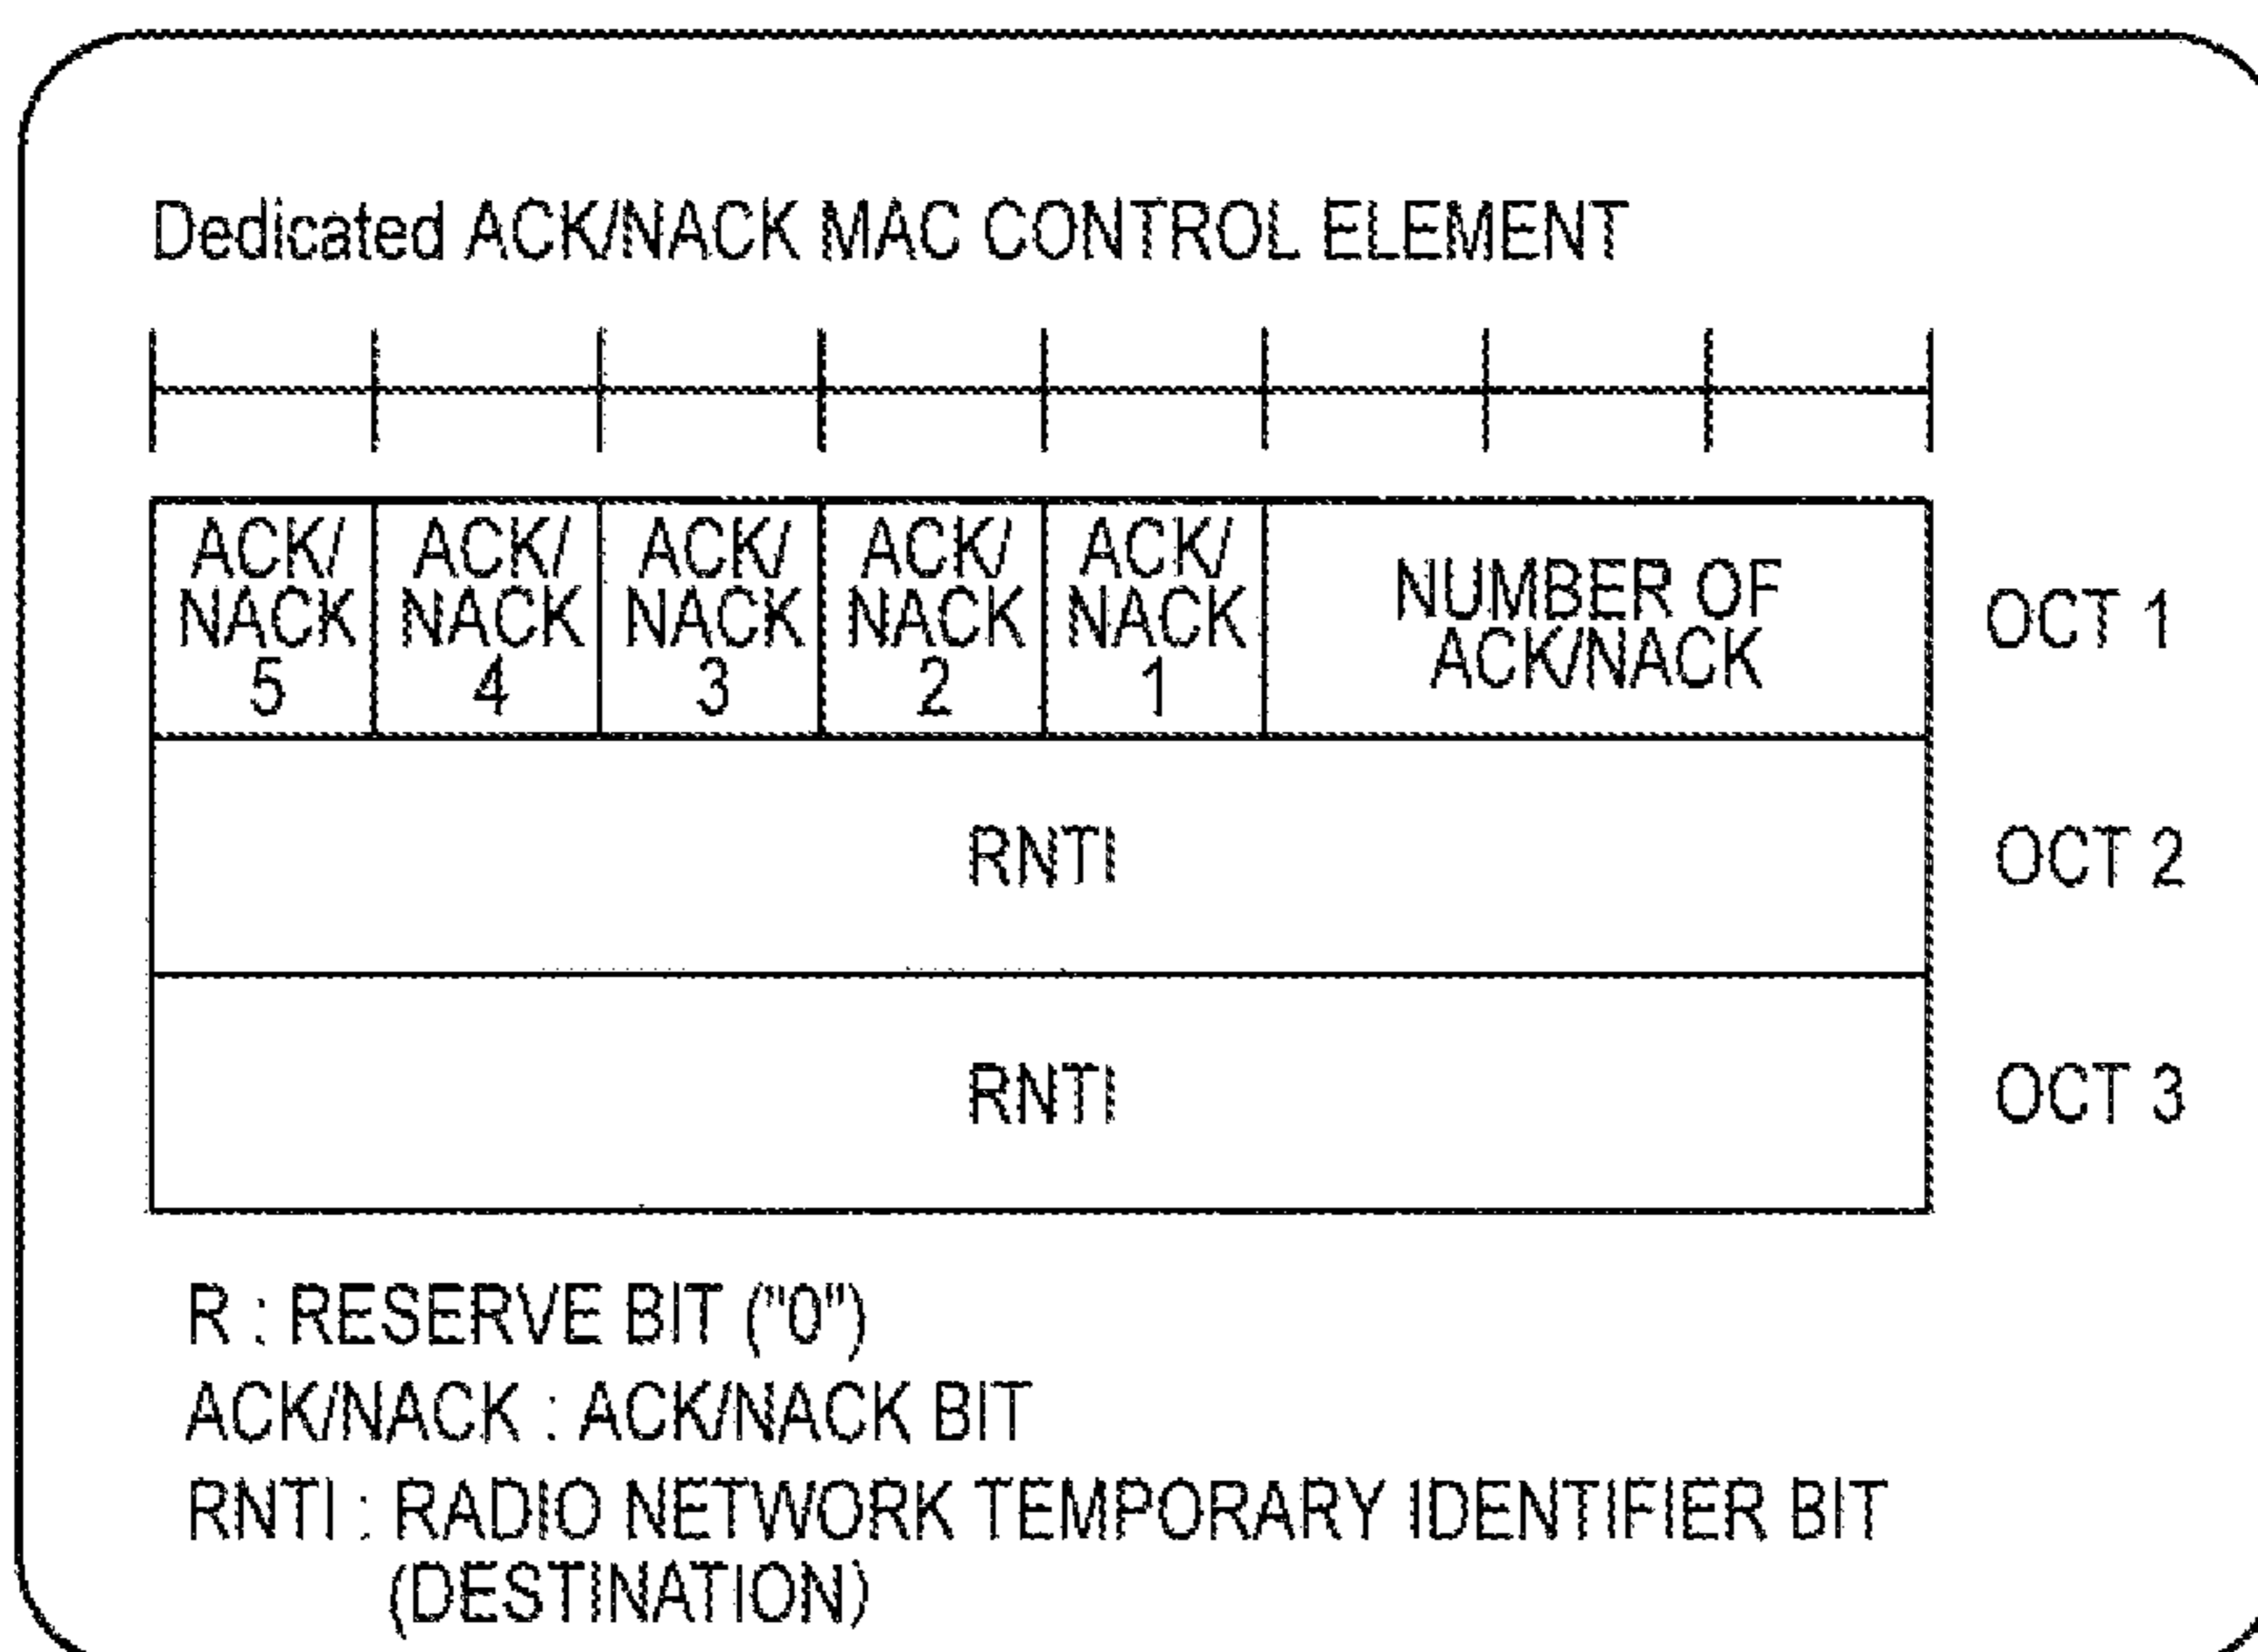 Dedicated ACK/NACK MAC CONTROL ELEMENT
ACK/ NACK 5
ACK/ NACK 4
ACK/ NACK 3
ACK/ NACK 2
ACK/ NACK 1
NUMBER OF ACK/NACK
OCT 1
RNTI
OCT 2
RNTI
OCT 3
R : RESERVE BIT ("0")
ACK/NACK : ACK/NACK BIT
RNTI : RADIO NETWORK TEMPORARY IDENTIFIER BIT
(DESTINATION)